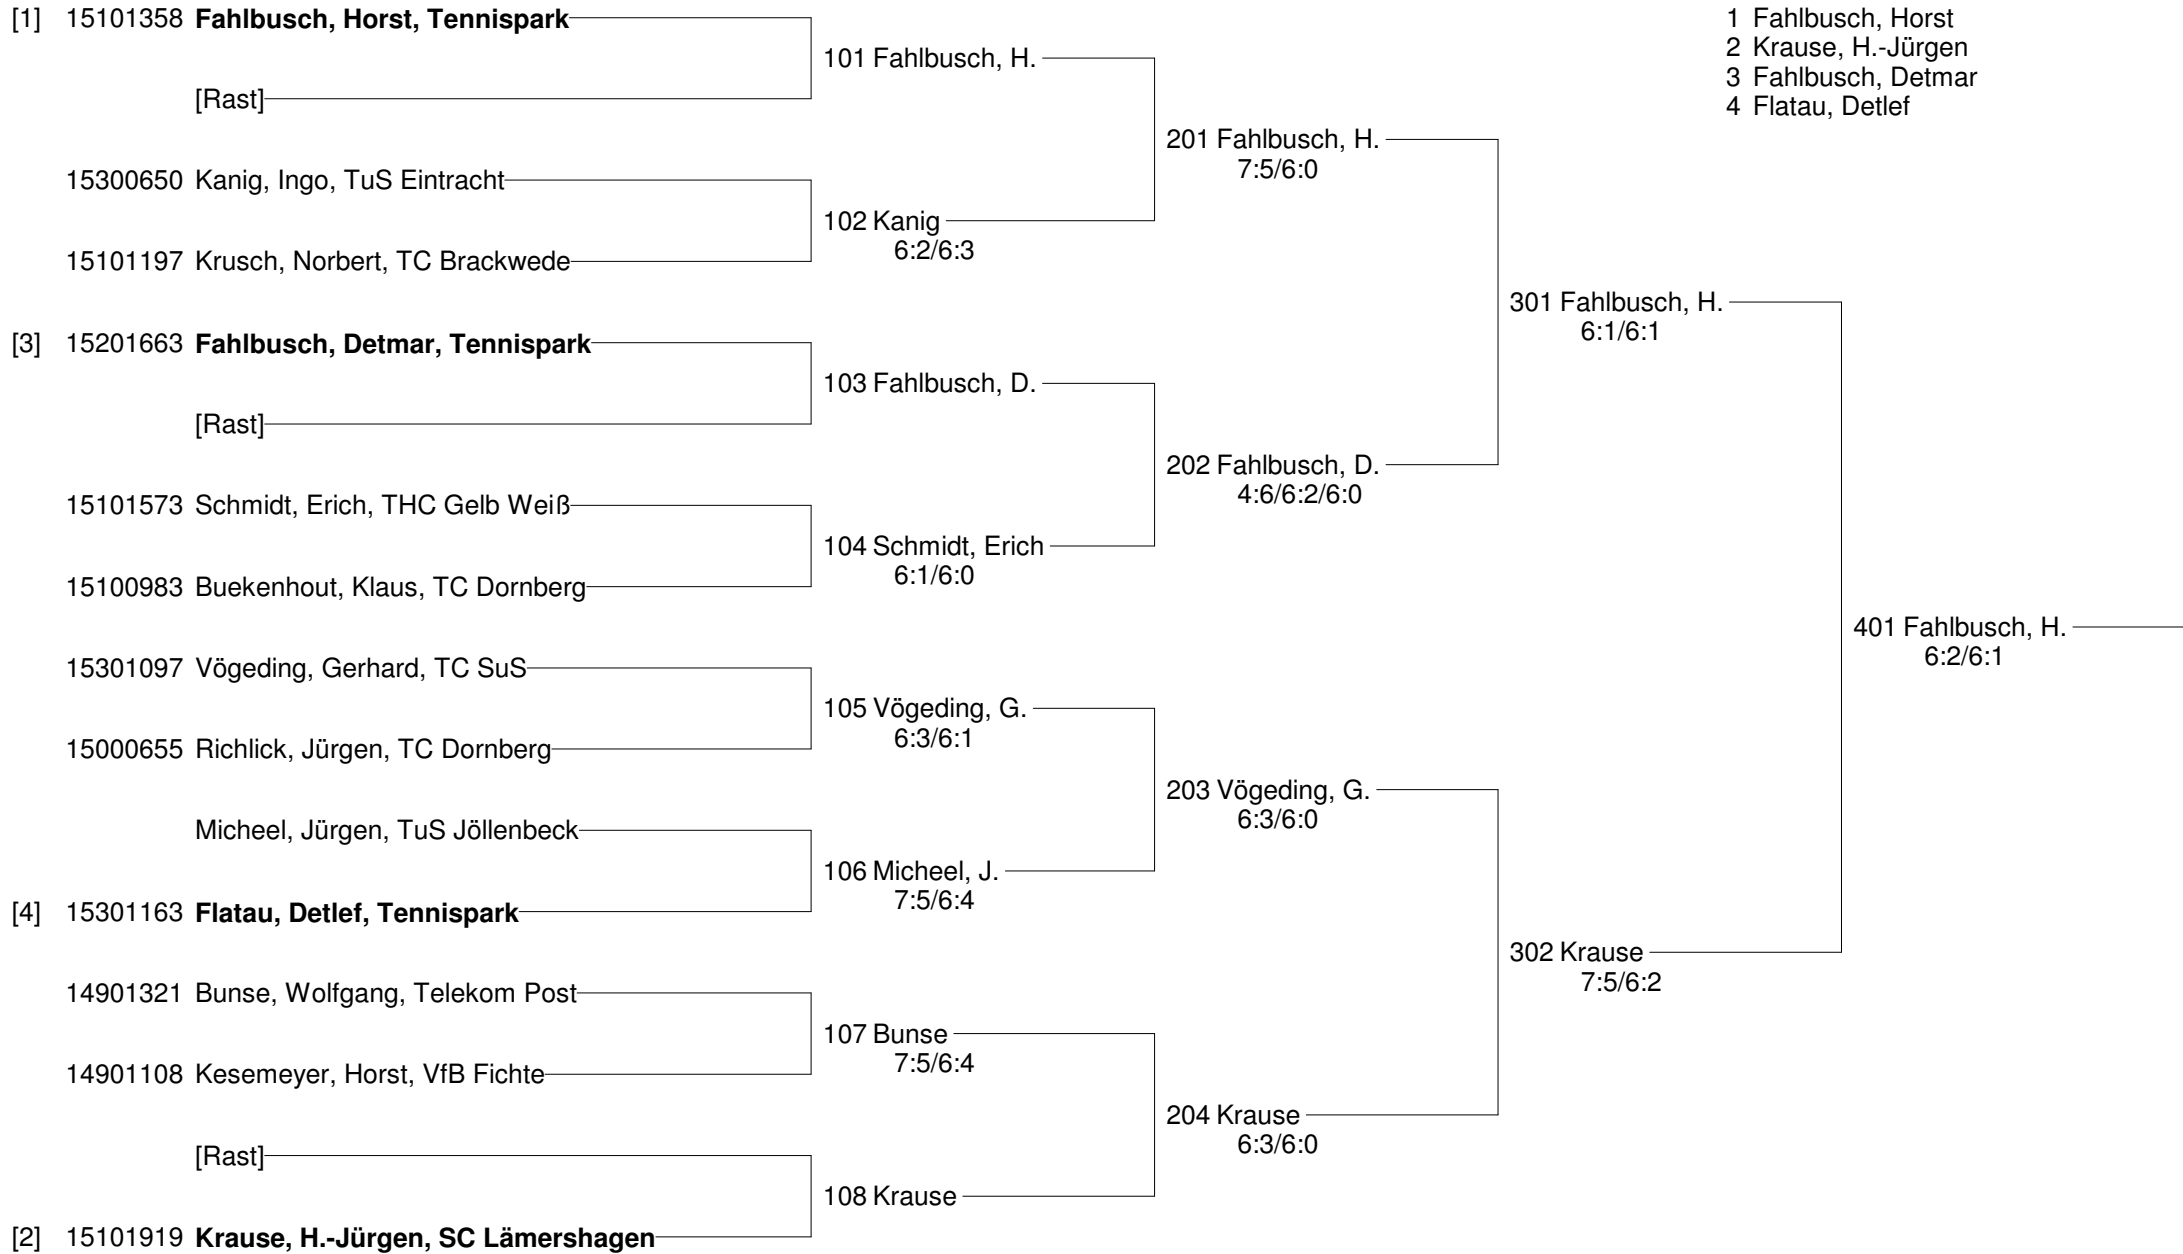 [1] 15101358 Fahlbusch, Horst, Tennispark
1 Fahlbusch, Horst
2 Krause, H.-Jürgen
3 Fahlbusch, Detmar
4 Flatau, Detlef
101 Fahlbusch, H.
[Rast]
201 Fahlbusch, H.
7:5/6:0
15300650 Kanig, Ingo, TuS Eintracht
102 Kanig
6:2/6:3
15101197 Krusch, Norbert, TC Brackwede
301 Fahlbusch, H.
6:1/6:1
[3] 15201663 Fahlbusch, Detmar, Tennispark
103 Fahlbusch, D.
[Rast]
202 Fahlbusch, D.
4:6/6:2/6:0
15101573 Schmidt, Erich, THC Gelb Weiß
104 Schmidt, Erich
6:1/6:0
15100983 Buekenhout, Klaus, TC Dornberg
401 Fahlbusch, H.
6:2/6:1
15301097 Vögeding, Gerhard, TC SuS
105 Vögeding, G.
6:3/6:1
15000655 Richlick, Jürgen, TC Dornberg
203 Vögeding, G.
6:3/6:0
Micheel, Jürgen, TuS Jöllenbeck
106 Micheel, J.
7:5/6:4
[4] 15301163 Flatau, Detlef, Tennispark
302 Krause
7:5/6:2
14901321 Bunse, Wolfgang, Telekom Post
107 Bunse
7:5/6:4
14901108 Kesemeyer, Horst, VfB Fichte
204 Krause
6:3/6:0
[Rast]
108 Krause
[2] 15101919 Krause, H.-Jürgen, SC Lämershagen